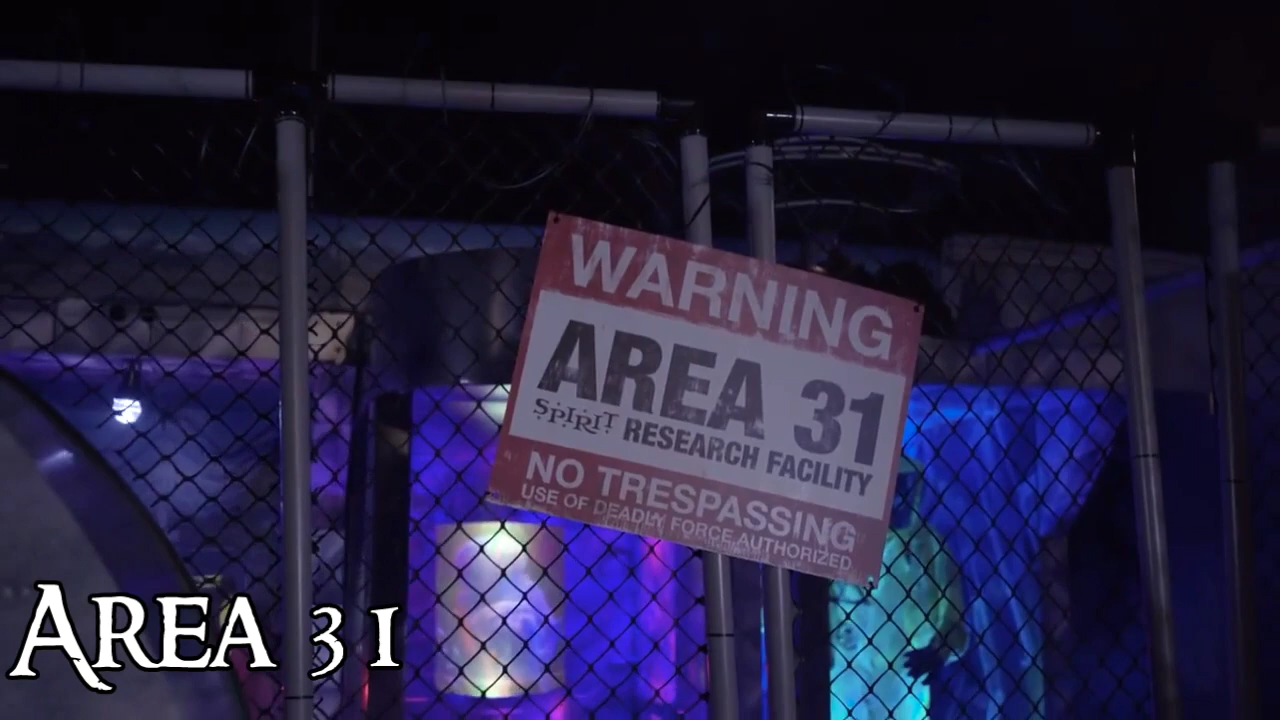 WARNING
AREA 31
SPIRIT RESEARCH FACILITY
NO TRESPASSING
USE OF DEADLY FORCE AUTHORIZED
AREA 31